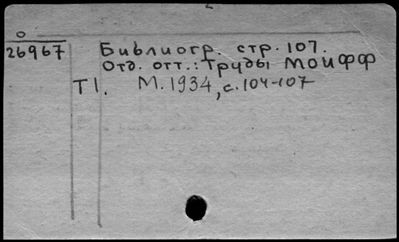 О
26967 Библиогр. стр. 107.
Отд. отт.: Труды МОИФФ
Т I. М. 1934, с. 104-107